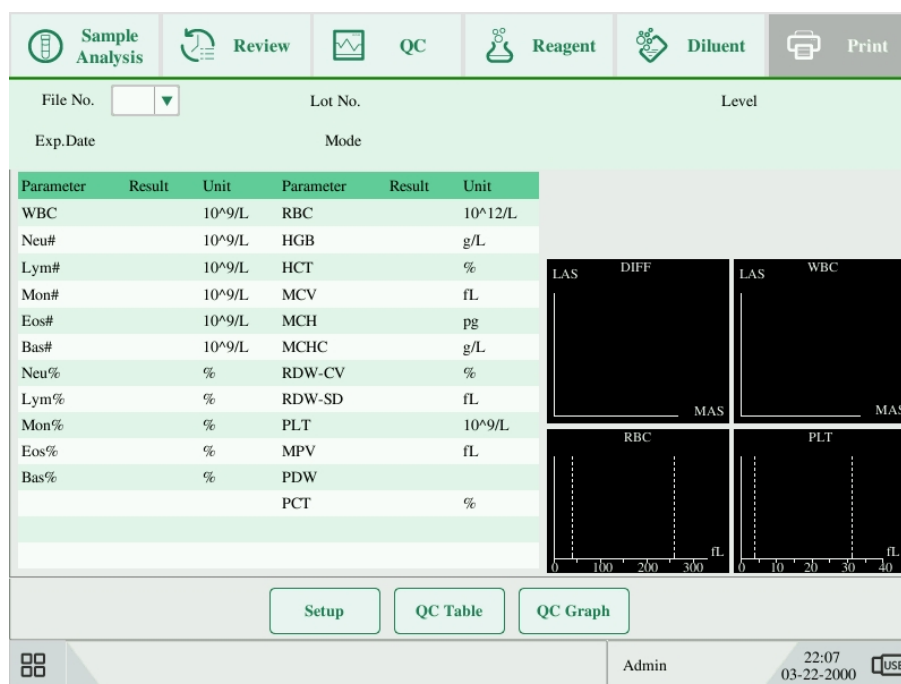 Sample Analysis Review QC Reagent Diluent Print
File No. Lot No. Level
Exp.Date Mode
Parameter Result Unit Parameter Result Unit
WBC 10^9/L RBC 10^12/L
Neu# 10^9/L HGB g/L
Lym# 10^9/L HCT %
Mon# 10^9/L MCV fL
Eos# 10^9/L MCH pg
Bas# 10^9/L MCHC g/L
Neu% % RDW-CV %
Lym% % RDW-SD fL
Mon% % PLT 10^9/L
Eos% % MPV fL
Bas% % PDW
PCT %
LAS DIFF
MAS
LAS WBC
MAS
RBC
fL
0 100 200 300
PLT
fL
0 10 20 30 40
Setup QC Table QC Graph
Admin 22:07
03-22-2000
USB